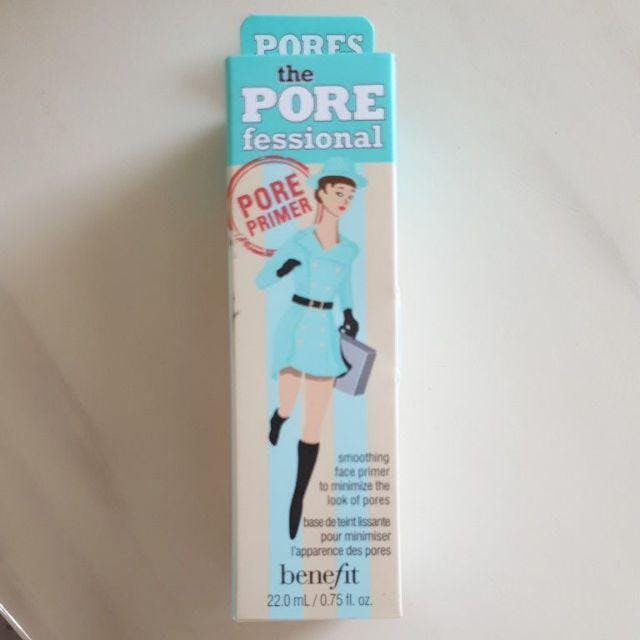 PORES
the
PORE
fessional
PORE
PRIMER
smoothing
face primer
to minimize the
look of pores
base de teint lissante
pour minimiser
l'apparence des pores
benefit
22.0 mL / 0.75 fl. oz.